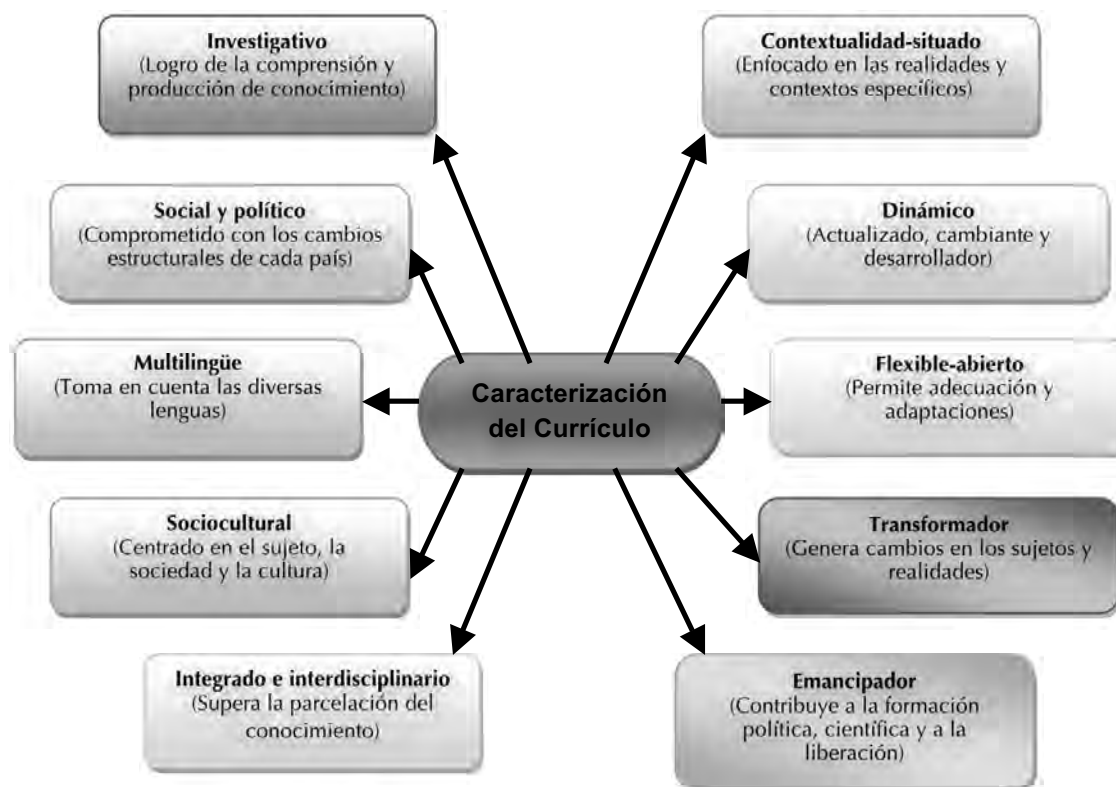 Investigativo
(Logro de la comprensión y
producción de conocimiento)
Contextualidad-situado
(Enfocado en las realidades y
contextos específicos)
Social y político
(Comprometido con los cambios
estructurales de cada país)
Dinámico
(Actualizado, cambiante y
desarrollador)
Multilingüe
(Toma en cuenta las diversas
lenguas)
Caracterización
del Currículo
Flexible-abierto
(Permite adecuación y
adaptaciones)
Sociocultural
(Centrado en el sujeto, la
sociedad y la cultura)
Transformador
(Genera cambios en los sujetos y
realidades)
Integrado e interdisciplinario
(Supera la parcelación del
conocimiento)
Emancipador
(Contribuye a la formación
política, científica y a la
liberación)